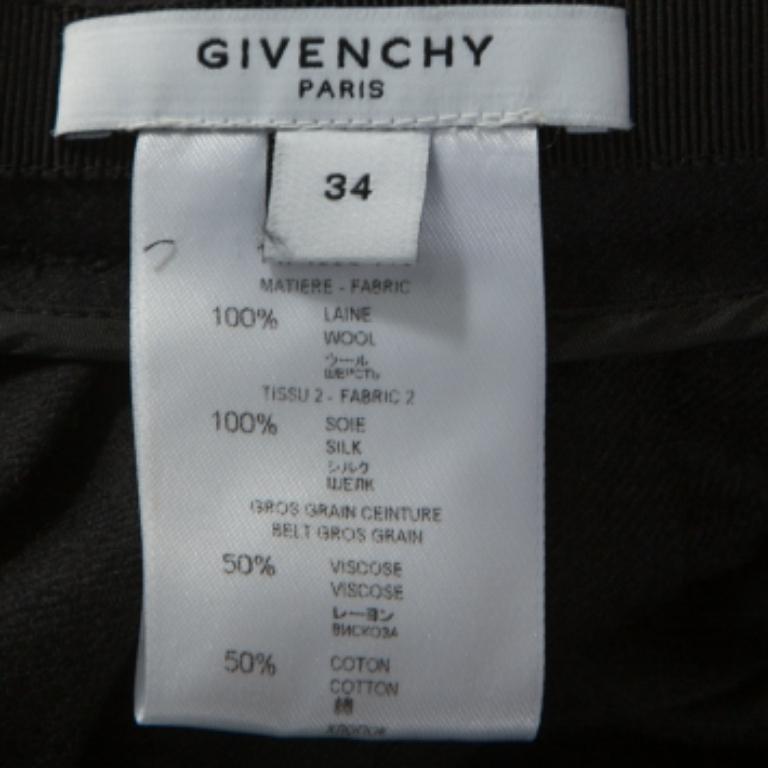 GIVENCHY
PARIS
34
MATIERE - FABRIC
100% LAINE
WOOL
ウール
ШЕРСТЬ
TISSU 2 - FABRIC 2
100% SOIE
SILK
シルク
ШЕЛК
GROS GRAIN CEINTURE
BELT GROS GRAIN
50% VISCOSE
VISCOSE
レーヨン
ВИСКОЗА
50% COTON
COTTON
綿
ХЛОПОК